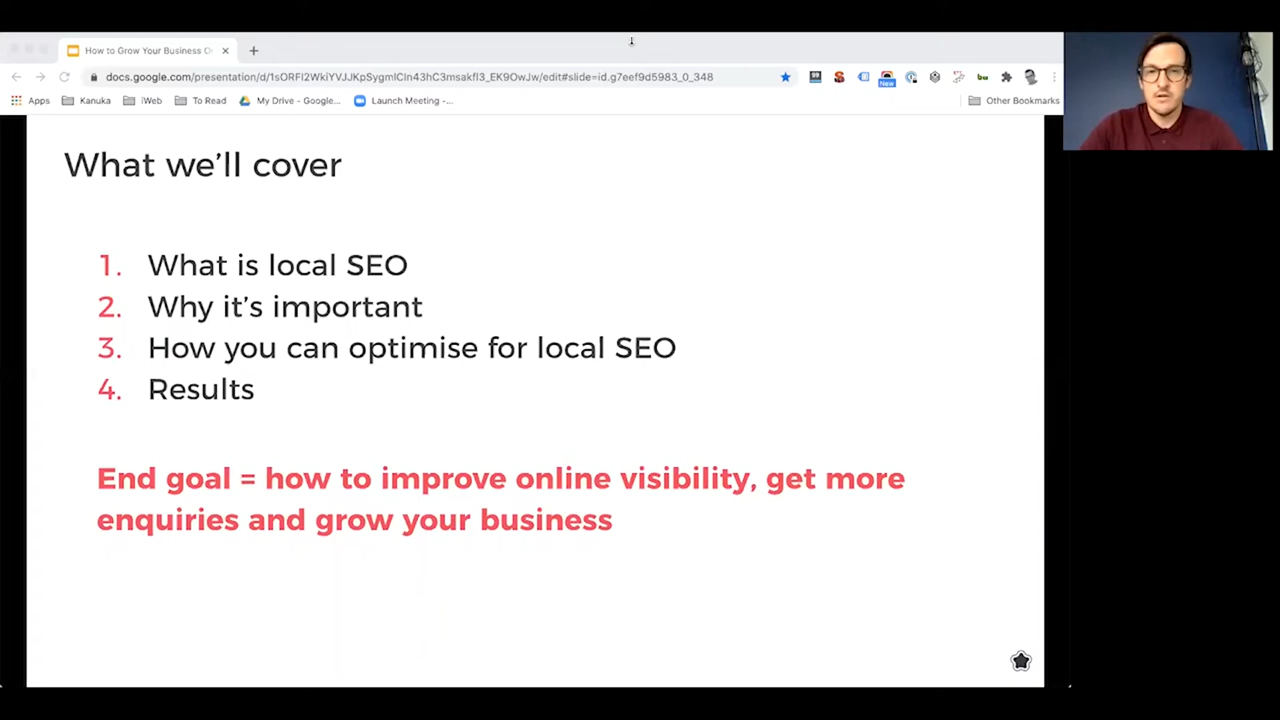 How to Grow Your Business O
docs.google.com/presentation/d/1sORFl2WkiYVJJKpSygmICln43hC3msakfI3_EK9OwJw/edit#slide=id.g7eef9d5983_0_348
New
Apps
Kanuka
iWeb
To Read
My Drive - Google...
Launch Meeting -...
Other Bookmarks
What we'll cover
1. What is local SEO
2. Why it's important
3. How you can optimise for local SEO
4. Results
End goal = how to improve online visibility, get more
enquiries and grow your business